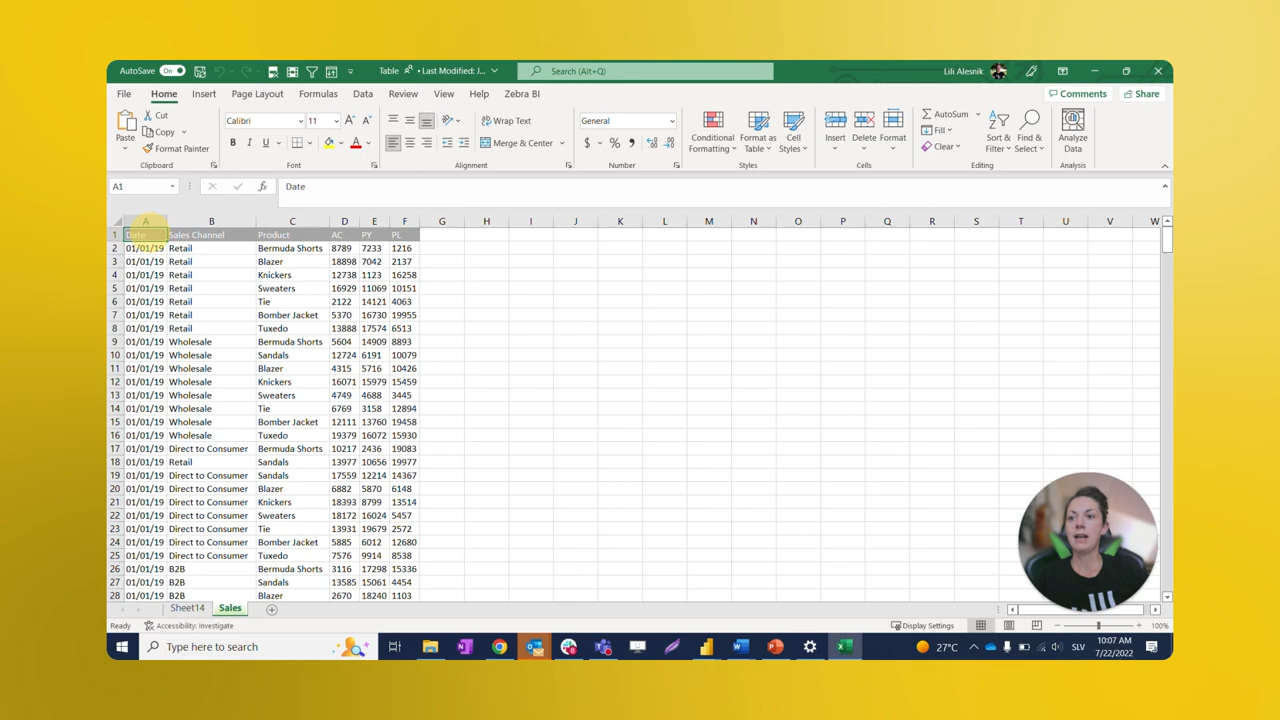 AutoSave On Table • Last Modified: J... Search (Alt+Q) Lili Alesnik
File Home Insert Page Layout Formulas Data Review View Help Zebra BI Comments Share
Paste Cut Copy Format Painter Clipboard
Calibri 11 B I U A Font
Wrap Text Merge & Center Alignment
General $ % Number
Conditional Formatting Format as Table Cell Styles Styles
Insert Delete Format Cells
AutoSum Fill Clear Sort & Filter Find & Select Editing
Analyze Data Analysis
A1 fx Date
A B C D E F G H I J K L M N O P Q R S T U V W
1 Date Sales Channel Product AC PY PL
2 01/01/19 Retail Bermuda Shorts 8789 7233 1216
3 01/01/19 Retail Blazer 18898 7042 2137
4 01/01/19 Retail Knickers 12738 1123 16258
5 01/01/19 Retail Sweaters 16929 11069 10151
6 01/01/19 Retail Tie 2122 14121 4063
7 01/01/19 Retail Bomber Jacket 5370 16730 19955
8 01/01/19 Retail Tuxedo 13888 17574 6513
9 01/01/19 Wholesale Bermuda Shorts 5604 14909 8893
10 01/01/19 Wholesale Sandals 12724 6191 10079
11 01/01/19 Wholesale Blazer 4315 5716 10426
12 01/01/19 Wholesale Knickers 16071 15979 15459
13 01/01/19 Wholesale Sweaters 4749 4688 3445
14 01/01/19 Wholesale Tie 6769 3158 12894
15 01/01/19 Wholesale Bomber Jacket 12111 13760 19458
16 01/01/19 Wholesale Tuxedo 19379 16072 15930
17 01/01/19 Direct to Consumer Bermuda Shorts 10217 2436 19083
18 01/01/19 Retail Sandals 13977 10656 19977
19 01/01/19 Direct to Consumer Sandals 17559 12214 14367
20 01/01/19 Direct to Consumer Blazer 6882 5870 6148
21 01/01/19 Direct to Consumer Knickers 18393 8799 13514
22 01/01/19 Direct to Consumer Sweaters 18172 16024 5457
23 01/01/19 Direct to Consumer Tie 13931 19679 2572
24 01/01/19 Direct to Consumer Bomber Jacket 5885 6012 12680
25 01/01/19 Direct to Consumer Tuxedo 7576 9914 8538
26 01/01/19 B2B Bermuda Shorts 3116 17298 15336
27 01/01/19 B2B Sandals 13585 15061 4454
28 01/01/19 B2B Blazer 2670 18240 1103
Sheet14 Sales
Ready Accessibility: Investigate Display Settings 100%
Type here to search 27°C SLV 10:07 AM
7/22/2022